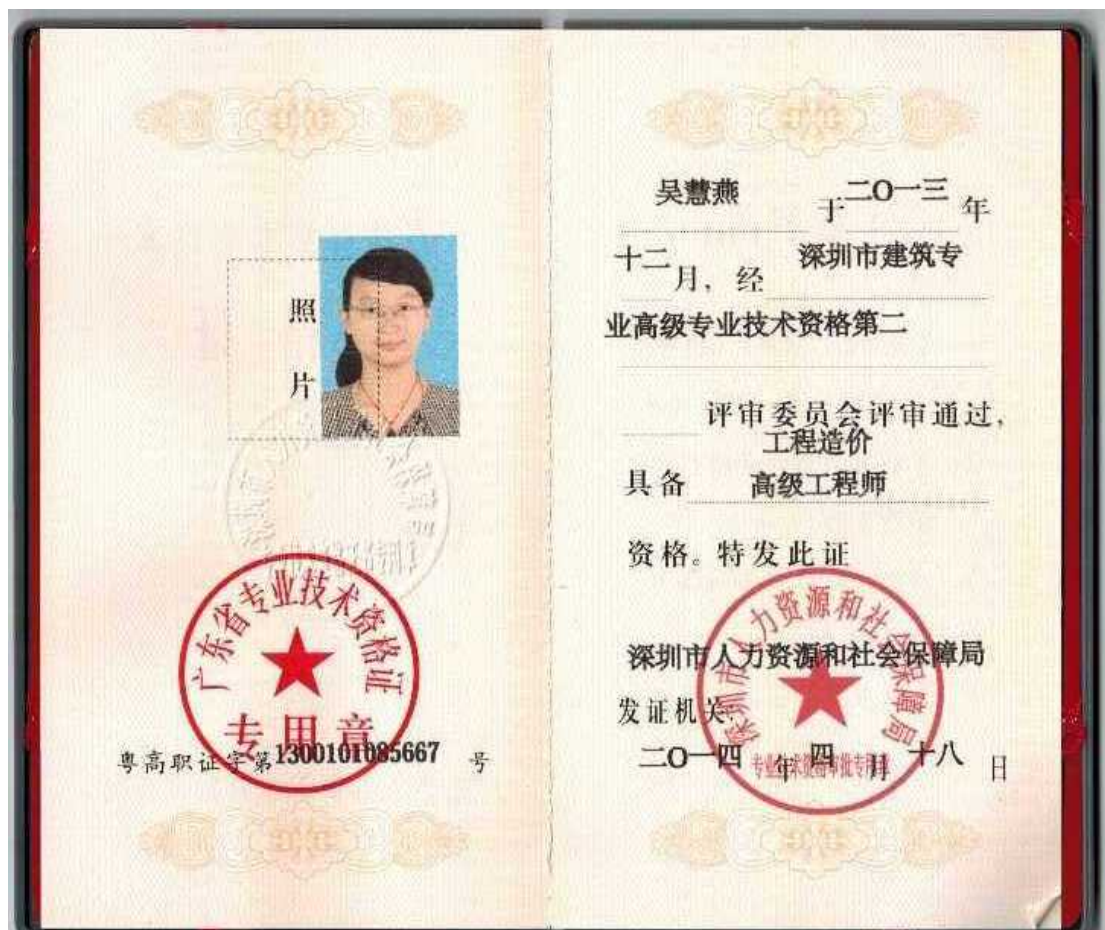 照
片
广东省专业技术资格证
专用章
粤高职证字第1300101085667 号
吴慧燕 于二〇一三年
十二月，经 深圳市建筑专
业高级专业技术资格第二
评审委员会评审通过，
工程造价
具备 高级工程师
资格。特发此证
深圳市人力资源和社会保障局
深圳市人力资源和社会保障局
发证机关：
二〇一四年四月十八日